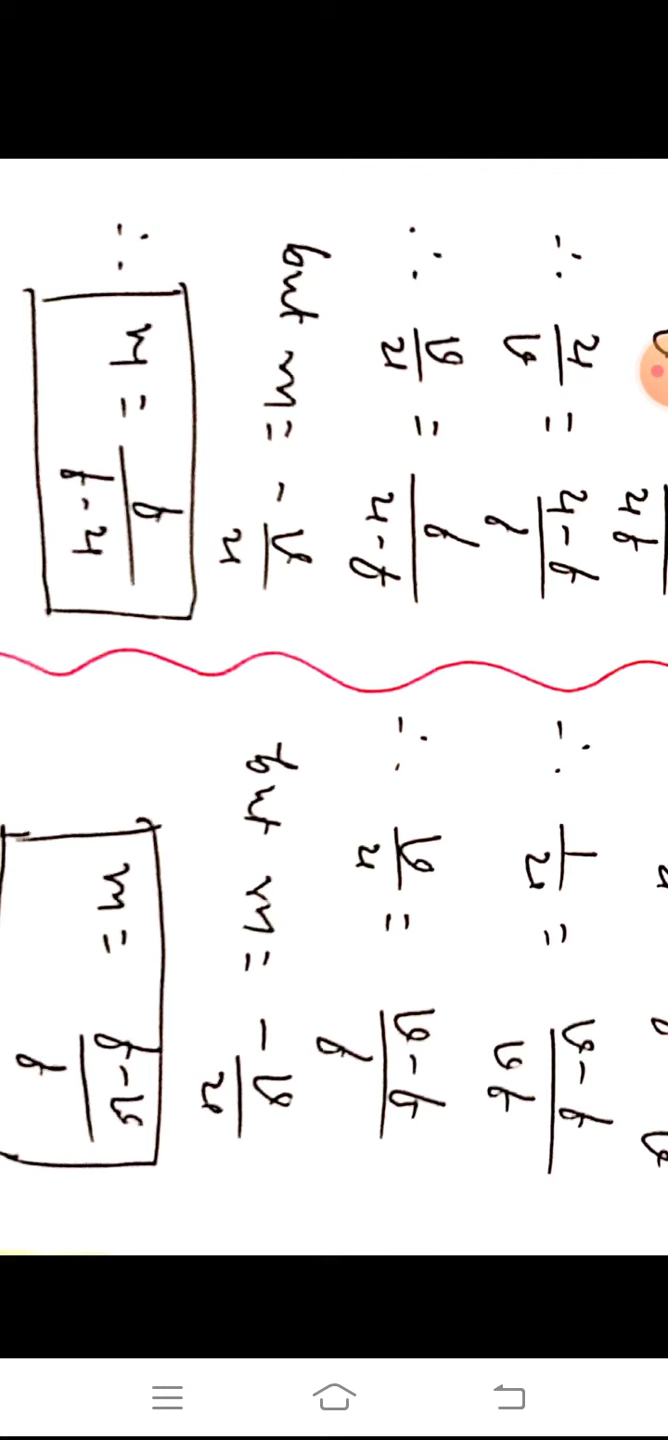 ∴ u/v = (u-f)/f
∴ v/u = f/(u-f)
but m = - v/u
∴ m = f/(f-u)
∴ 1/u = (v-f)/(vf)
∴ v/u = (v-f)/f
but m = - v/u
m = (f-v)/f